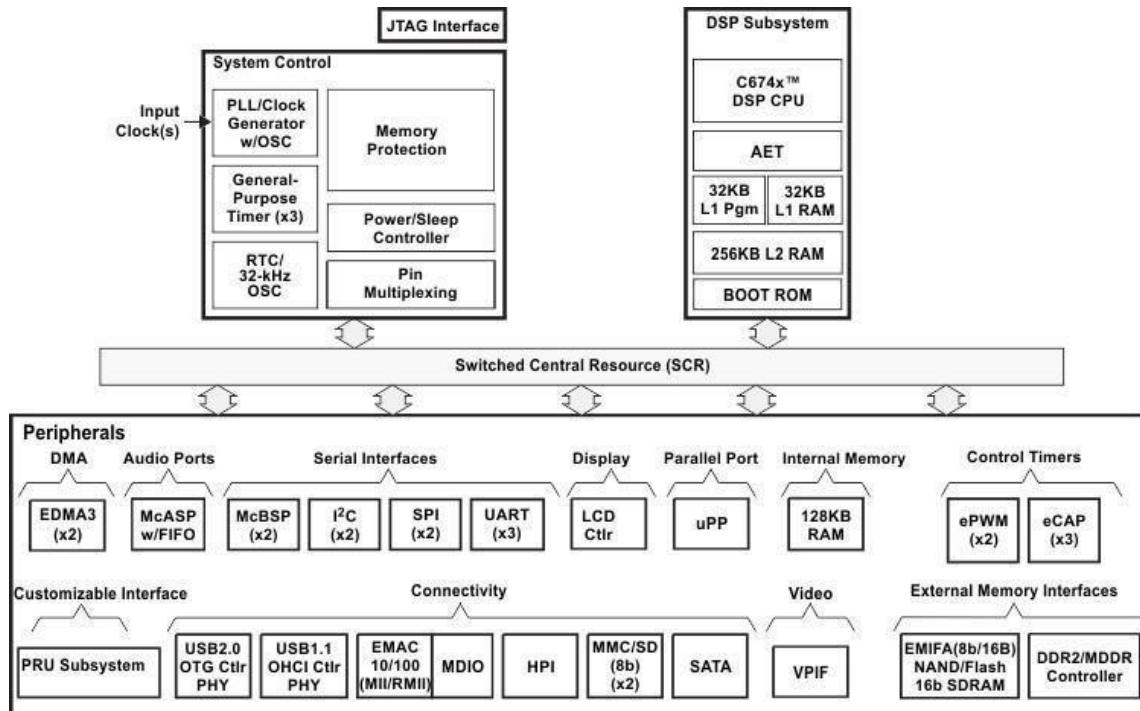 JTAG Interface
System Control
Input
Clock(s)
PLL/Clock
Generator
w/OSC
General-
Purpose
Timer (x3)
RTC/
32-kHz
OSC
Memory
Protection
Power/Sleep
Controller
Pin
Multiplexing
DSP Subsystem
C674x™
DSP CPU
AET
32KB
L1 Pgm
32KB
L1 RAM
256KB L2 RAM
BOOT ROM
Switched Central Resource (SCR)
Peripherals
DMA
EDMA3
(x2)
Audio Ports
McASP
w/FIFO
Serial Interfaces
McBSP
(x2)
I²C
(x2)
SPI
(x2)
UART
(x3)
Display
LCD
Ctlr
Parallel Port
uPP
Internal Memory
128KB
RAM
Control Timers
ePWM
(x2)
eCAP
(x3)
Customizable Interface
PRU Subsystem
Connectivity
USB2.0
OTG Ctlr
PHY
USB1.1
OHCI Ctlr
PHY
EMAC
10/100
(MII/RMII)
MDIO
HPI
MMC/SD
(8b)
(x2)
SATA
Video
VPIF
External Memory Interfaces
EMIFA(8b/16B)
NAND/Flash
16b SDRAM
DDR2/MDDR
Controller